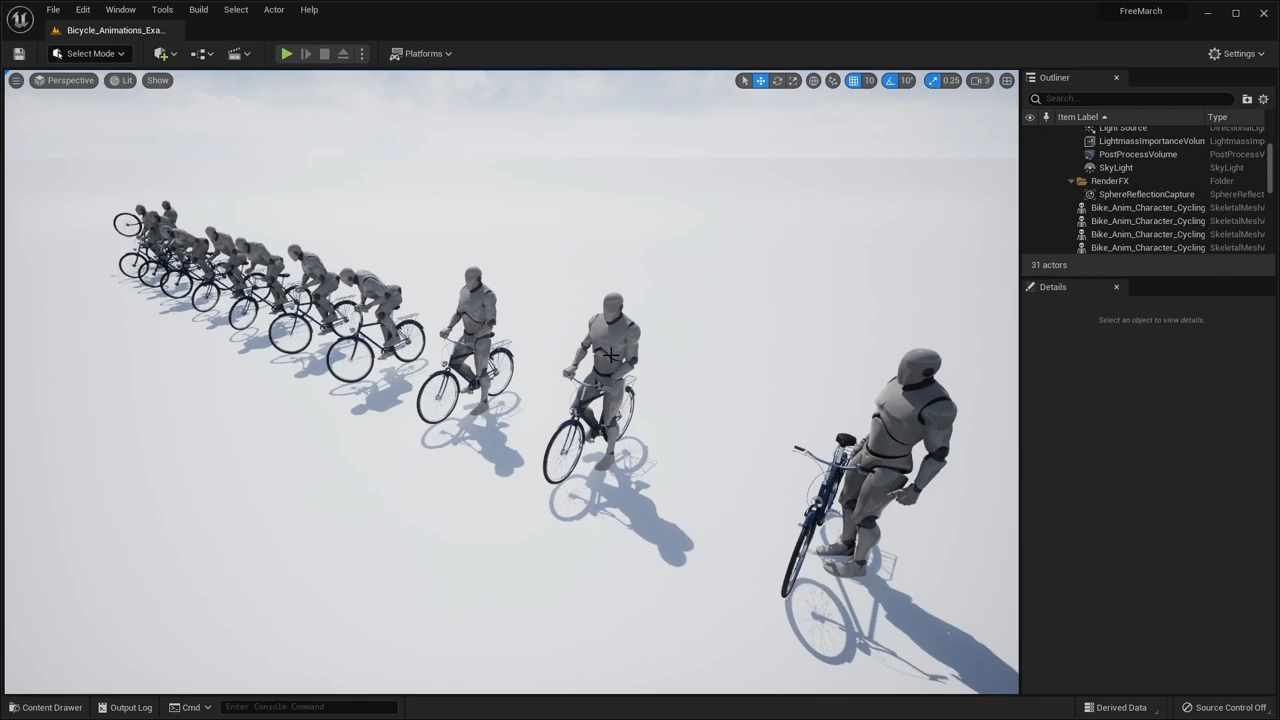 File Edit Window Tools Build Select Actor Help
FreeMarch
Bicycle_Animations_Exa...
Select Mode
Platforms
Settings
Perspective
Lit
Show
10
10°
0.25
3
Outliner
Search...
Item Label
Type
Light Source DirectionalLig
LightmassImportanceVolun LightmassImp
PostProcessVolume PostProcessV
SkyLight SkyLight
RenderFX Folder
SphereReflectionCapture SphereReflect
Bike_Anim_Character_Cycling SkeletalMesh/
Bike_Anim_Character_Cycling SkeletalMesh/
Bike_Anim_Character_Cycling SkeletalMesh/
Bike_Anim_Character_Cycling SkeletalMesh/
31 actors
Details
Select an object to view details.
Content Drawer
Output Log
Cmd
Enter Console Command
Derived Data
Source Control Off